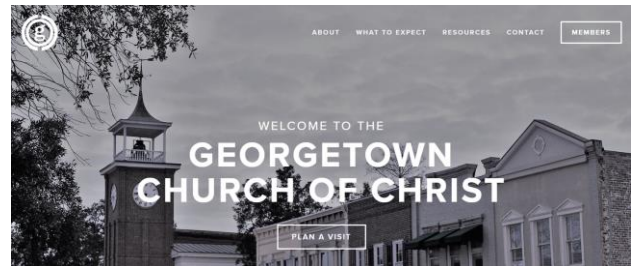 g
ABOUT WHAT TO EXPECT RESOURCES CONTACT MEMBERS
WELCOME TO THE
GEORGETOWN
CHURCH OF CHRIST
PLAN A VISIT